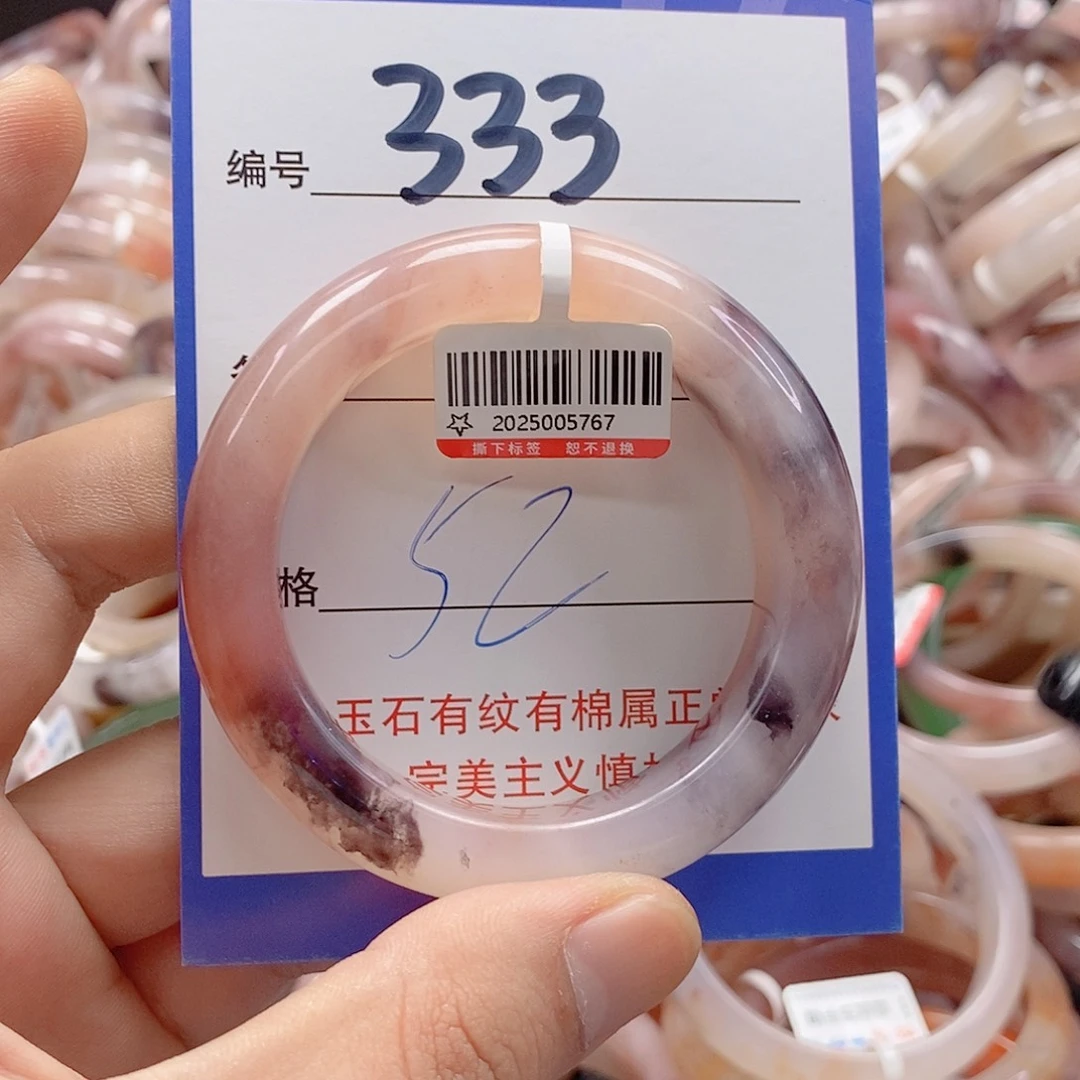 编号 333
2025005767
撕下标签 恕不退换
格 52
玉石有纹有棉属正
完美主义慎